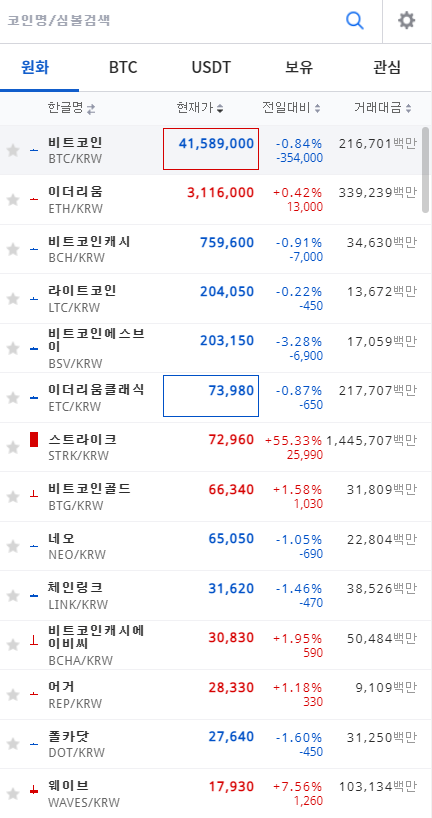 코인명/심볼검색
원화 BTC USDT 보유 관심
한글명 현재가 전일대비 거래대금
비트코인 41,589,000 -0.84% 216,701백만
BTC/KRW -354,000
이더리움 3,116,000 +0.42% 339,239백만
ETH/KRW 13,000
비트코인캐시 759,600 -0.91% 34,630백만
BCH/KRW -7,000
라이트코인 204,050 -0.22% 13,672백만
LTC/KRW -450
비트코인에스브
이 203,150 -3.28% 17,059백만
BSV/KRW -6,900
이더리움클래식 73,980 -0.87% 217,707백만
ETC/KRW -650
스트라이크 72,960 +55.33% 1,445,707백만
STRK/KRW 25,990
비트코인골드 66,340 +1.58% 31,809백만
BTG/KRW 1,030
네오 65,050 -1.05% 22,804백만
NEO/KRW -690
체인링크 31,620 -1.46% 38,526백만
LINK/KRW -470
비트코인캐시에
이비씨 30,830 +1.95% 50,484백만
BCHA/KRW 590
어거 28,330 +1.18% 9,109백만
REP/KRW 330
폴카닷 27,640 -1.60% 31,250백만
DOT/KRW -450
웨이브 17,930 +7.56% 103,134백만
WAVES/KRW 1,260